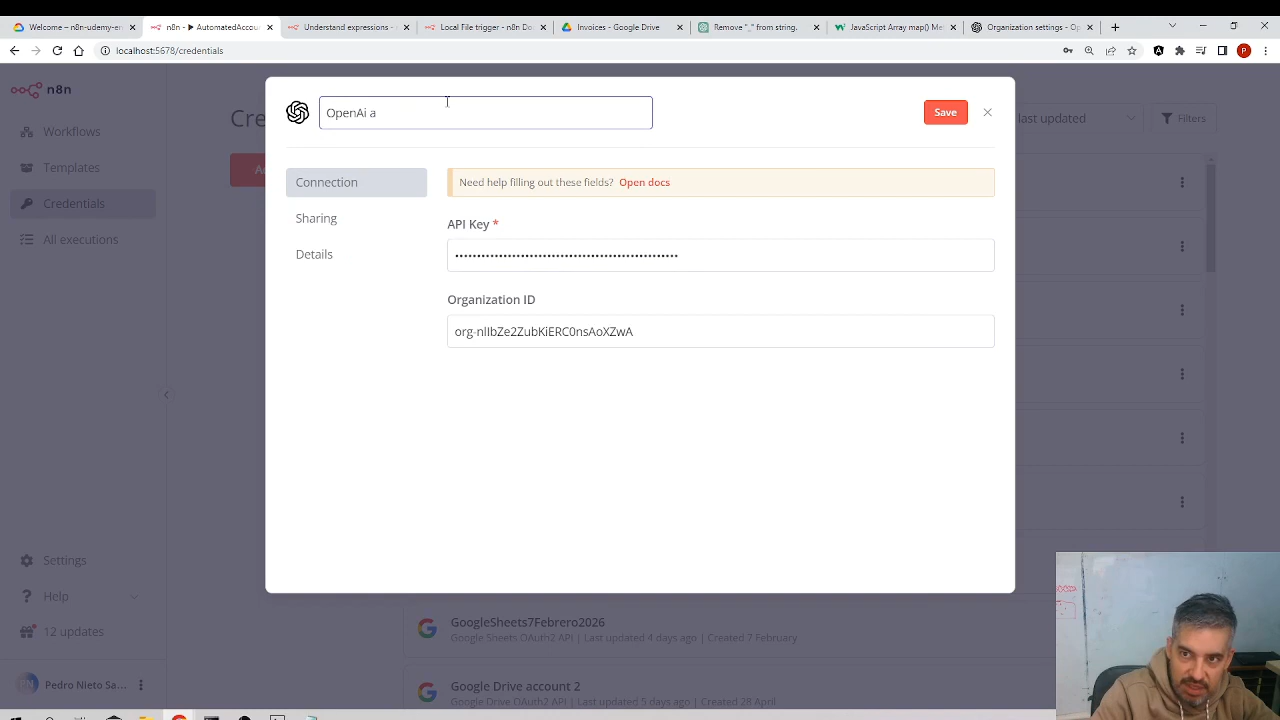 Welcome ~ n8n-udemy-en
n8n - ▶ AutomatedAccou
Understand expressions -
Local File trigger - n8n Do
Invoices - Google Drive
Remove "_" from string.
JavaScript Array map() Me
Organization settings - Op
localhost:5678/credentials
P
n8n
Workflows
Templates
Credentials
All executions
Settings
Help
12 updates
Pedro Nieto Sa...
Cre
last updated
Filters
OpenAi a
Save
Connection
Sharing
Details
Need help filling out these fields? Open docs
API Key *
••••••••••••••••••••••••••••••••••••••••••••••••••
Organization ID
GoogleSheets7Febrero2026
Google Sheets OAuth2 API | Last updated 4 days ago | Created 7 February
Google Drive account 2
Google Drive OAuth2 API | Last updated 5 days ago | Created 28 April